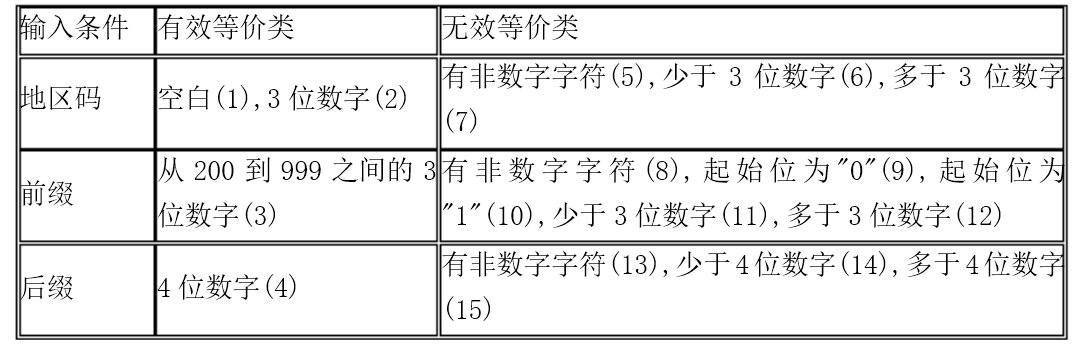 输入条件 有效等价类 无效等价类
地区码 空白(1),3 位数字(2) 有非数字字符(5),少于 3 位数字(6),多于 3 位数字
(7)
前缀 从 200 到 999 之间的 3
位数字(3) 有非数字字符(8),起始位为"0"(9),起始位为
"1"(10),少于 3 位数字(11),多于 3 位数字(12)
后缀 4 位数字(4) 有非数字字符(13),少于 4 位数字(14),多于 4 位数字
(15)